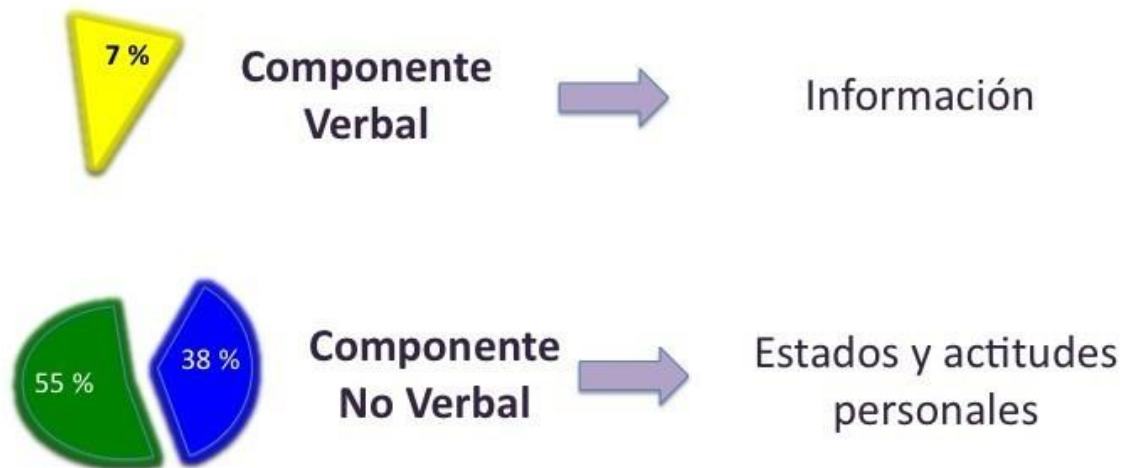 7 %
Componente
Verbal
Información
55 %
38 %
Componente
No Verbal
Estados y actitudes
personales